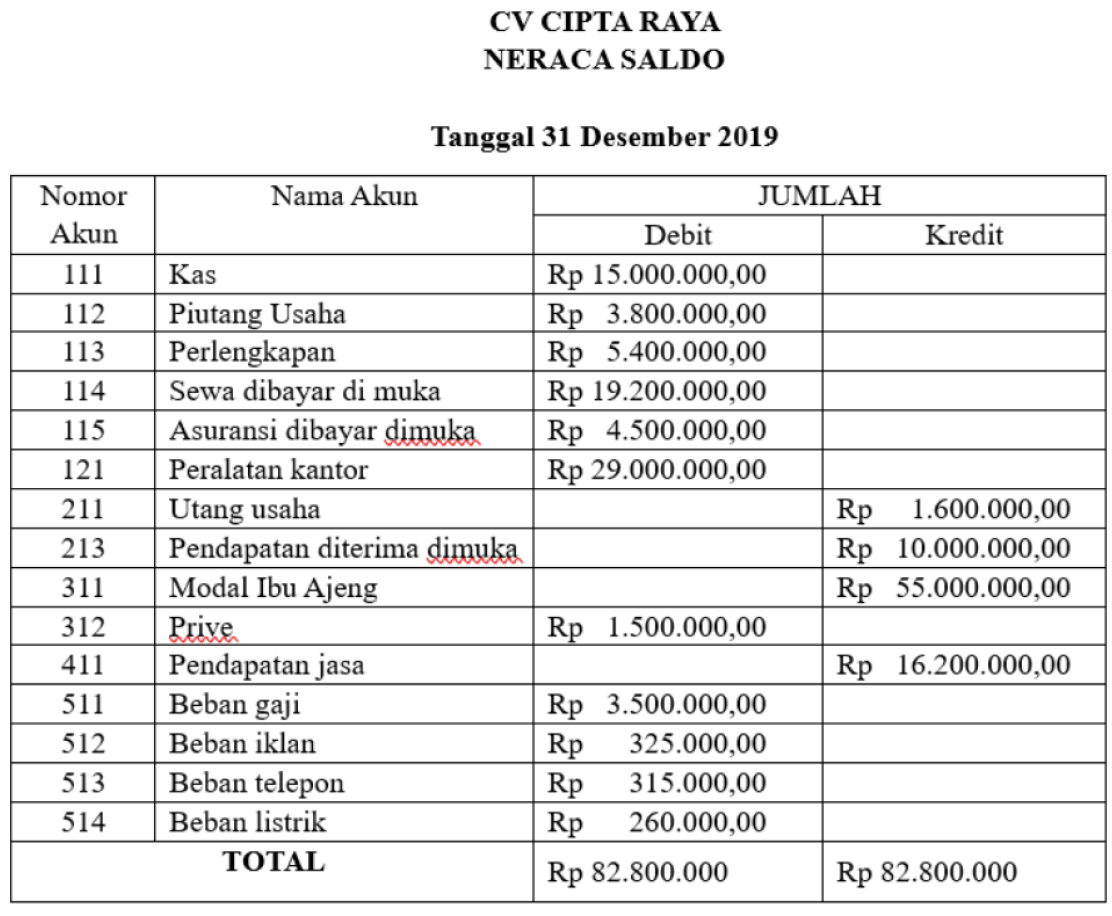 CV CIPTA RAYA
NERACA SALDO
Tanggal 31 Desember 2019
Nomor Akun Nama Akun JUMLAH
Debit Kredit
111 Kas Rp 15.000.000,00
112 Piutang Usaha Rp 3.800.000,00
113 Perlengkapan Rp 5.400.000,00
114 Sewa dibayar di muka Rp 19.200.000,00
115 Asuransi dibayar dimuka Rp 4.500.000,00
121 Peralatan kantor Rp 29.000.000,00
211 Utang usaha Rp 1.600.000,00
213 Pendapatan diterima dimuka Rp 10.000.000,00
311 Modal Ibu Ajeng Rp 55.000.000,00
312 Prive Rp 1.500.000,00
411 Pendapatan jasa Rp 16.200.000,00
511 Beban gaji Rp 3.500.000,00
512 Beban iklan Rp 325.000,00
513 Beban telepon Rp 315.000,00
514 Beban listrik Rp 260.000,00
TOTAL Rp 82.800.000 Rp 82.800.000